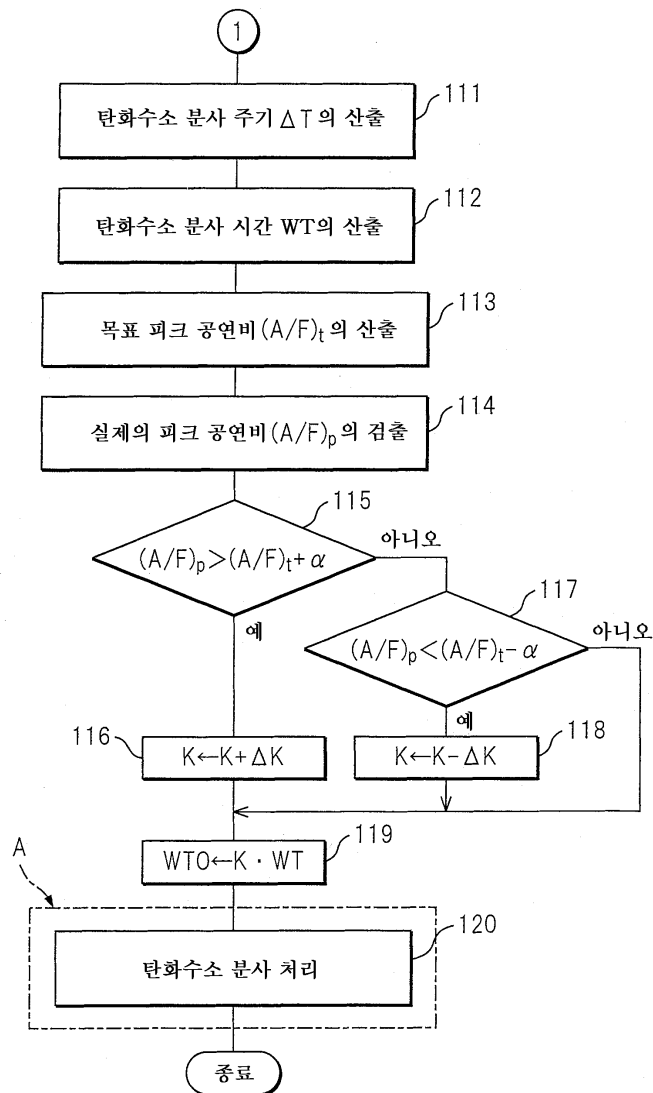 1
탄화수소 분사 주기 ΔT의 산출
111
탄화수소 분사 시간 WT의 산출
112
목표 피크 공연비(A/F)t의 산출
113
실제의 피크 공연비(A/F)p의 검출
114
115
(A/F)p>(A/F)t+α
아니오
예
117
(A/F)p<(A/F)t-α
아니오
예
116
K←K+ΔK
118
K←K-ΔK
119
WTO←K·WT
A
120
탄화수소 분사 처리
종료